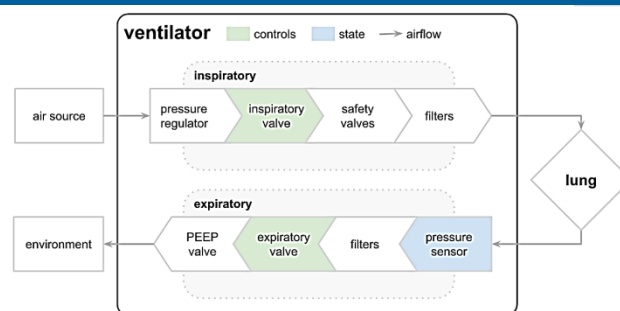 ventilator controls state airflow
inspiratory
air source
pressure
regulator
inspiratory
valve
safety
valves
filters
lung
expiratory
environment
PEEP
valve
expiratory
valve
filters
pressure
sensor